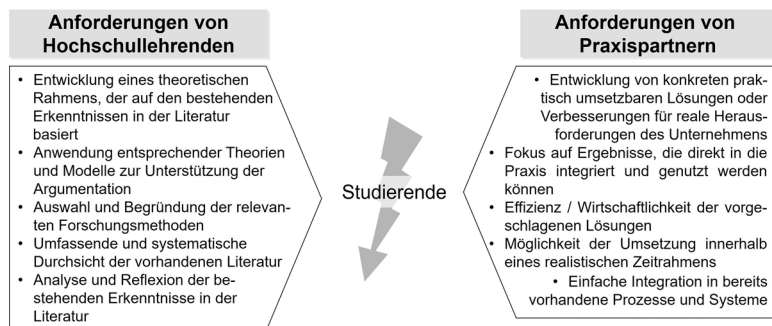 Anforderungen von
Hochschullehrenden
• Entwicklung eines theoretischen
Rahmens, der auf den bestehenden
Erkenntnissen in der Literatur
basiert
• Anwendung entsprechender Theorien
und Modelle zur Unterstützung der
Argumentation
• Auswahl und Begründung der relevan-
ten Forschungsmethoden
• Umfassende und systematische
Durchsicht der vorhandenen Literatur
• Analyse und Reflexion der be-
stehenden Erkenntnisse in der
Literatur
Studierende
Anforderungen von
Praxispartnern
• Entwicklung von konkreten prak-
tisch umsetzbaren Lösungen oder
Verbesserungen für reale Heraus-
forderungen des Unternehmens
• Fokus auf Ergebnisse, die direkt in die
Praxis integriert und genutzt werden
können
• Effizienz / Wirtschaftlichkeit der vorge-
schlagenen Lösungen
• Möglichkeit der Umsetzung innerhalb
eines realistischen Zeitrahmens
• Einfache Integration in bereits
vorhandene Prozesse und Systeme